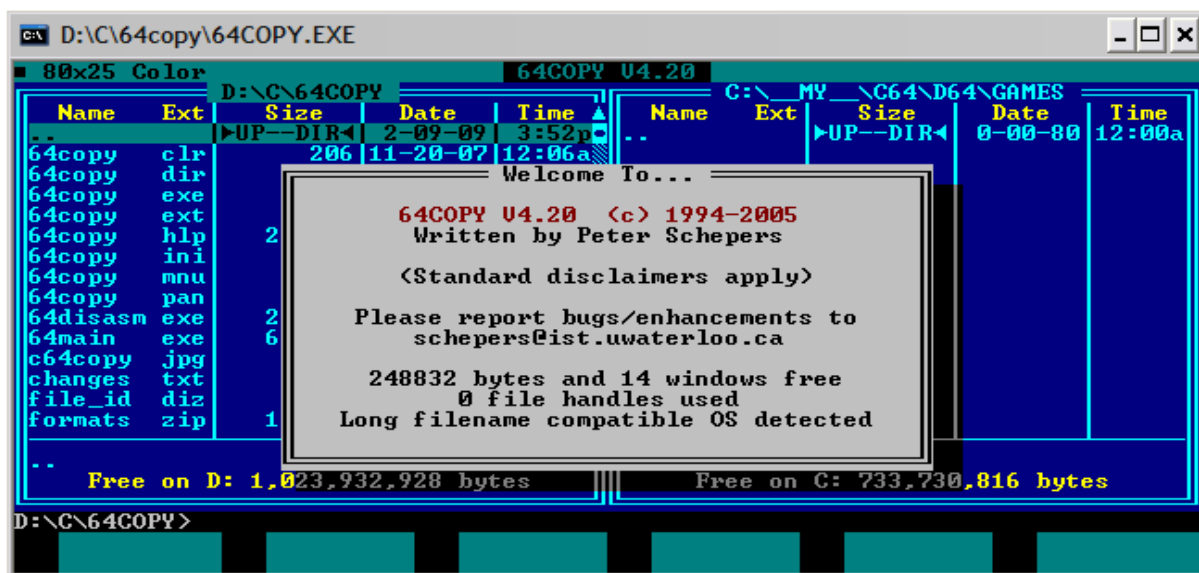 D:\C\64copy\64COPY.EXE
80x25 Color 64COPY V4.20
D:\C\64COPY C:\__MY__\C64\D64\GAMES
Name Ext Size Date Time Name Ext Size Date Time
.. ►UP--DIR◄ 2-09-09 3:52p .. ►UP--DIR◄ 0-00-80 12:00a
64copy clr 206 11-20-07 12:06a
64copy dir Welcome To...
64copy exe
64copy ext 64COPY V4.20 (c) 1994-2005
64copy hlp 2 Written by Peter Schepers
64copy ini
64copy mnu (Standard disclaimers apply)
64copy pan
64disasm exe 2 Please report bugs/enhancements to
64main exe 6 schepers@ist.uwaterloo.ca
c64copy jpg
changes txt 248832 bytes and 14 windows free
file_id diz 0 file handles used
formats zip 1 Long filename compatible OS detected
..
Free on D: 1,023,932,928 bytes Free on C: 733,730,816 bytes
D:\C\64COPY>